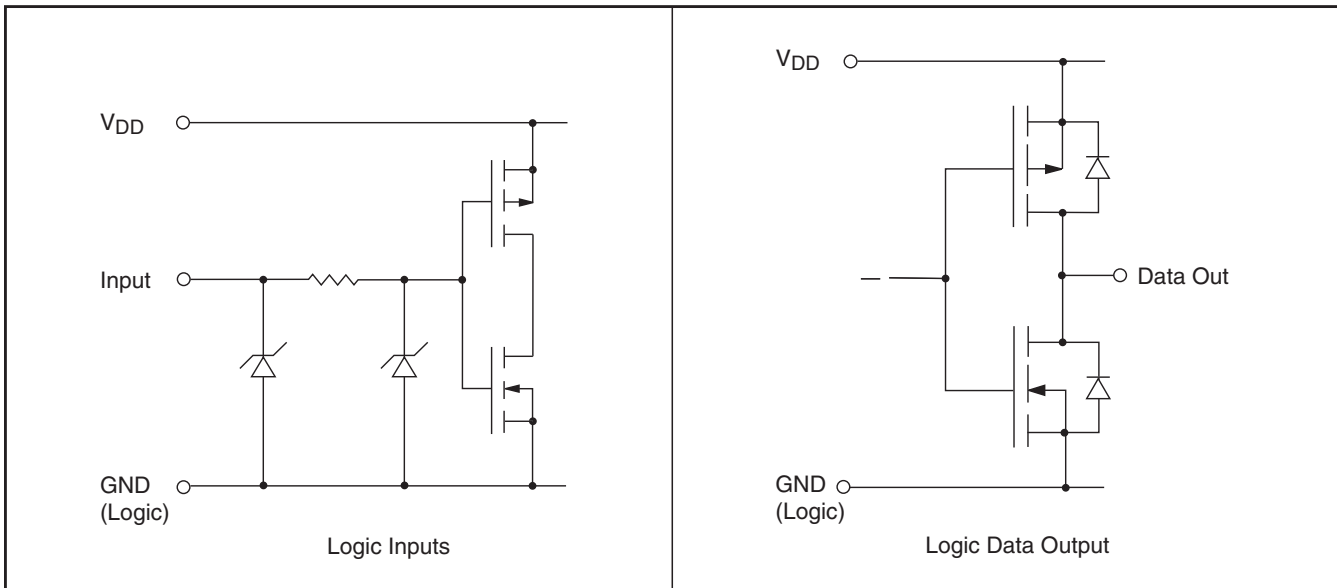 VDD
Input
GND
(Logic)
Logic Inputs
VDD
Data Out
GND
(Logic)
Logic Data Output